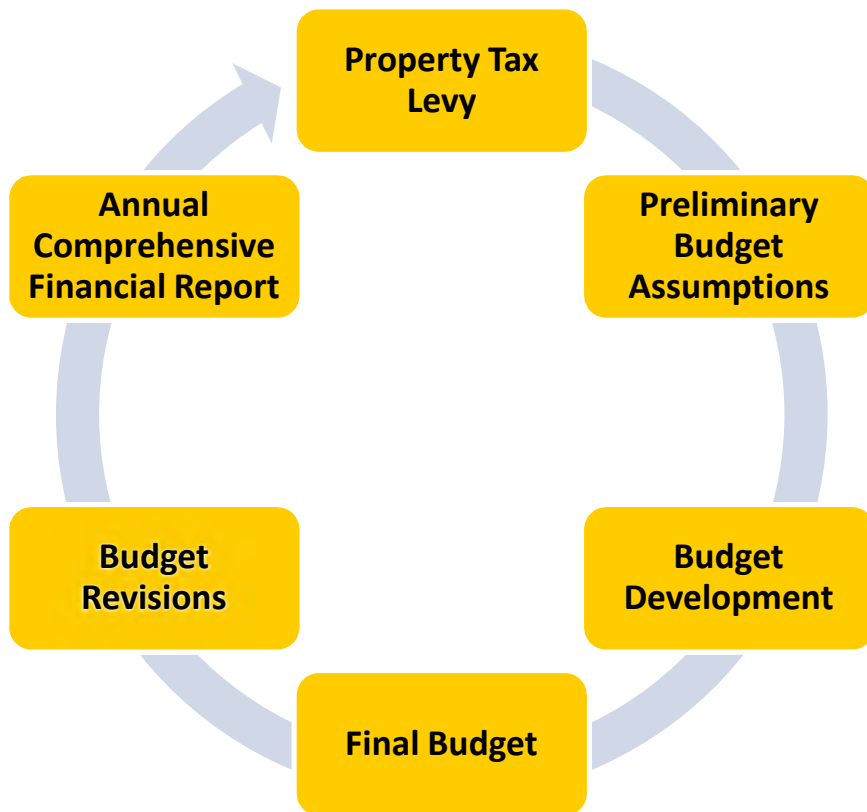 Property Tax
Levy
Preliminary
Budget
Assumptions
Budget
Development
Final Budget
Budget
Revisions
Annual
Comprehensive
Financial Report